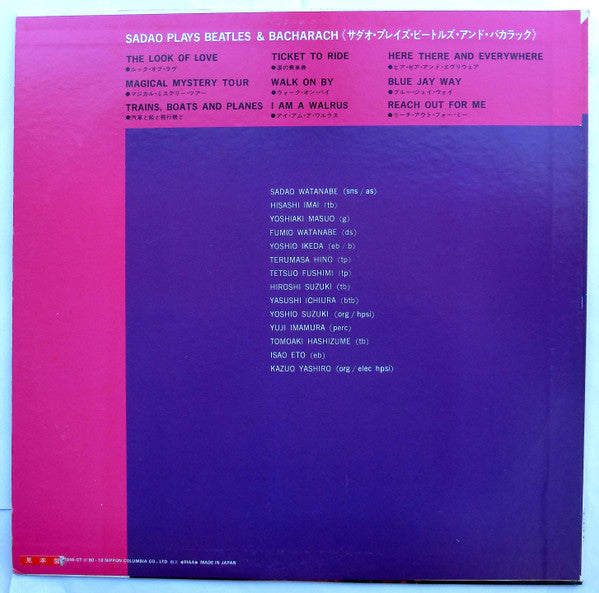 SADAO PLAYS BEATLES & BACHARACH《サダオ・プレイズ・ビートルズ・アンド・バカラック》
THE LOOK OF LOVE
●ルック・オブ・ラヴ
MAGICAL MYSTERY TOUR
●マジカル・ミステリー・ツアー
TRAINS, BOATS AND PLANES
●汽車と船と飛行機で
TICKET TO RIDE
●涙の乗車券
WALK ON BY
●ウォーク・オン・バイ
I AM A WALRUS
●アイ・アム・ア・ワルラス
HERE THERE AND EVERYWHERE
●ヒア・ゼア・アンド・エヴリウェア
BLUE JAY WAY
●ブルー・ジェイ・ウェイ
REACH OUT FOR ME
●リーチ・アウト・フォー・ミー
SADAO WATANABE (sns / as)
HISASHI IMAI (tb)
YOSHIAKI MASUO (g)
FUMIO WATANABE (ds)
YOSHIO IKEDA (eb / b)
TERUMASA HINO (tp)
TETSUO FUSHIMI (tp)
HIROSHI SUZUKI (tb)
YASUSHI ICHIURA (btb)
YOSHIO SUZUKI (org / hpsi)
YUJI IMAMURA (perc)
TOMOAKI HASHIZUME (tb)
ISAO ETO (eb)
KAZUO YASHIRO (org / elec hpsi)
見本盤 NIPPON COLUMBIA CO., LTD. MADE IN JAPAN